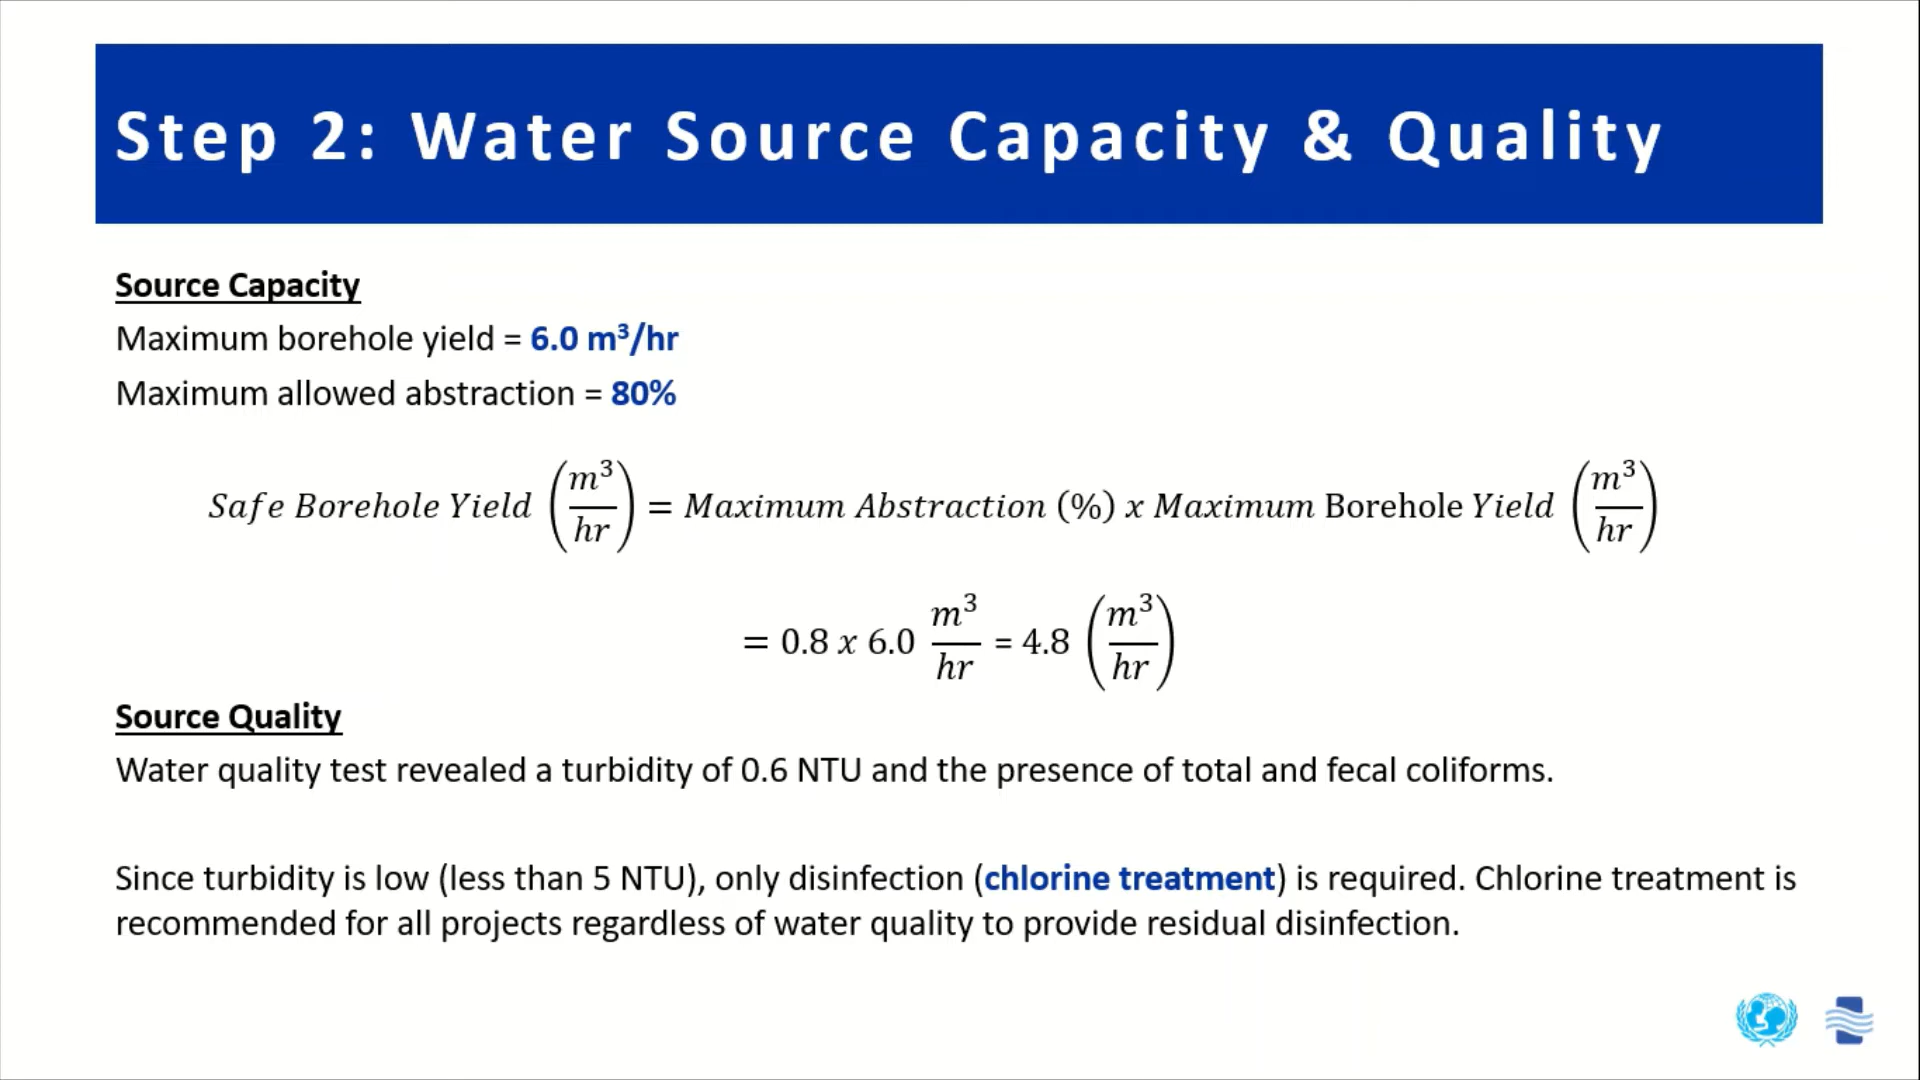 Step 2: Water Source Capacity & Quality
Source Capacity
Maximum borehole yield = 6.0 m³/hr
Maximum allowed abstraction = 80%
Safe Borehole Yield (m³/hr) = Maximum Abstraction (%) x Maximum Borehole Yield (m³/hr)
= 0.8 x 6.0 m³/hr = 4.8 (m³/hr)
Source Quality
Water quality test revealed a turbidity of 0.6 NTU and the presence of total and fecal coliforms.
Since turbidity is low (less than 5 NTU), only disinfection (chlorine treatment) is required. Chlorine treatment is
recommended for all projects regardless of water quality to provide residual disinfection.